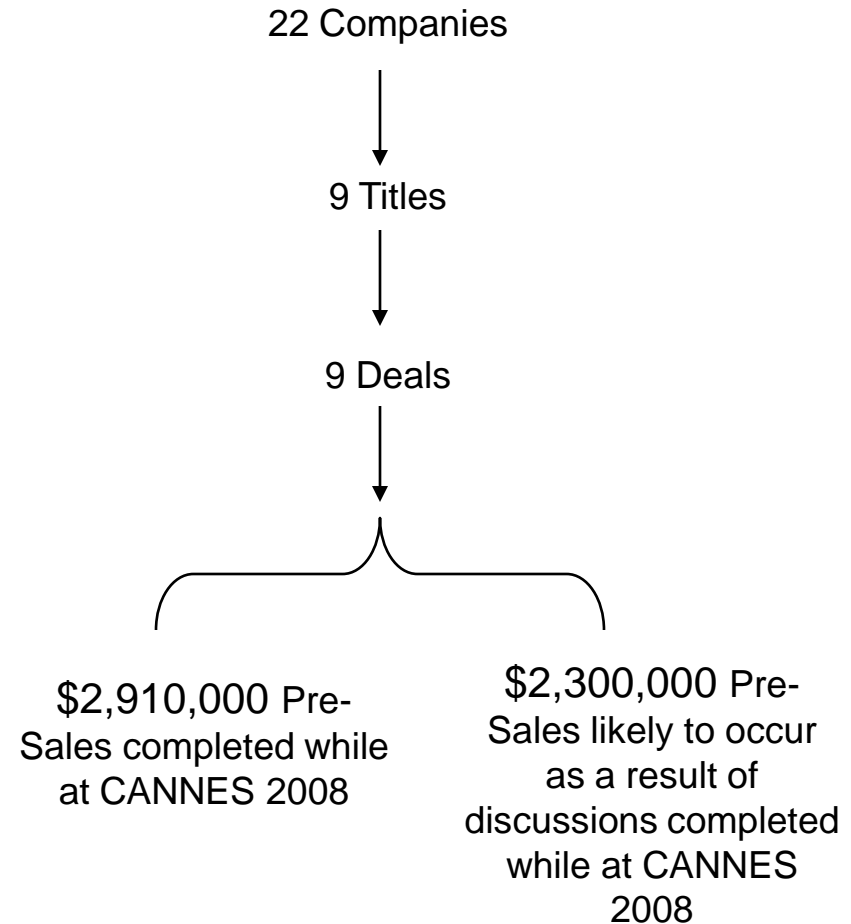 22 Companies
9 Titles
9 Deals
$2,910,000 Pre-
Sales completed while
at CANNES 2008
$2,300,000 Pre-
Sales likely to occur
as a result of
discussions completed
while at CANNES
2008